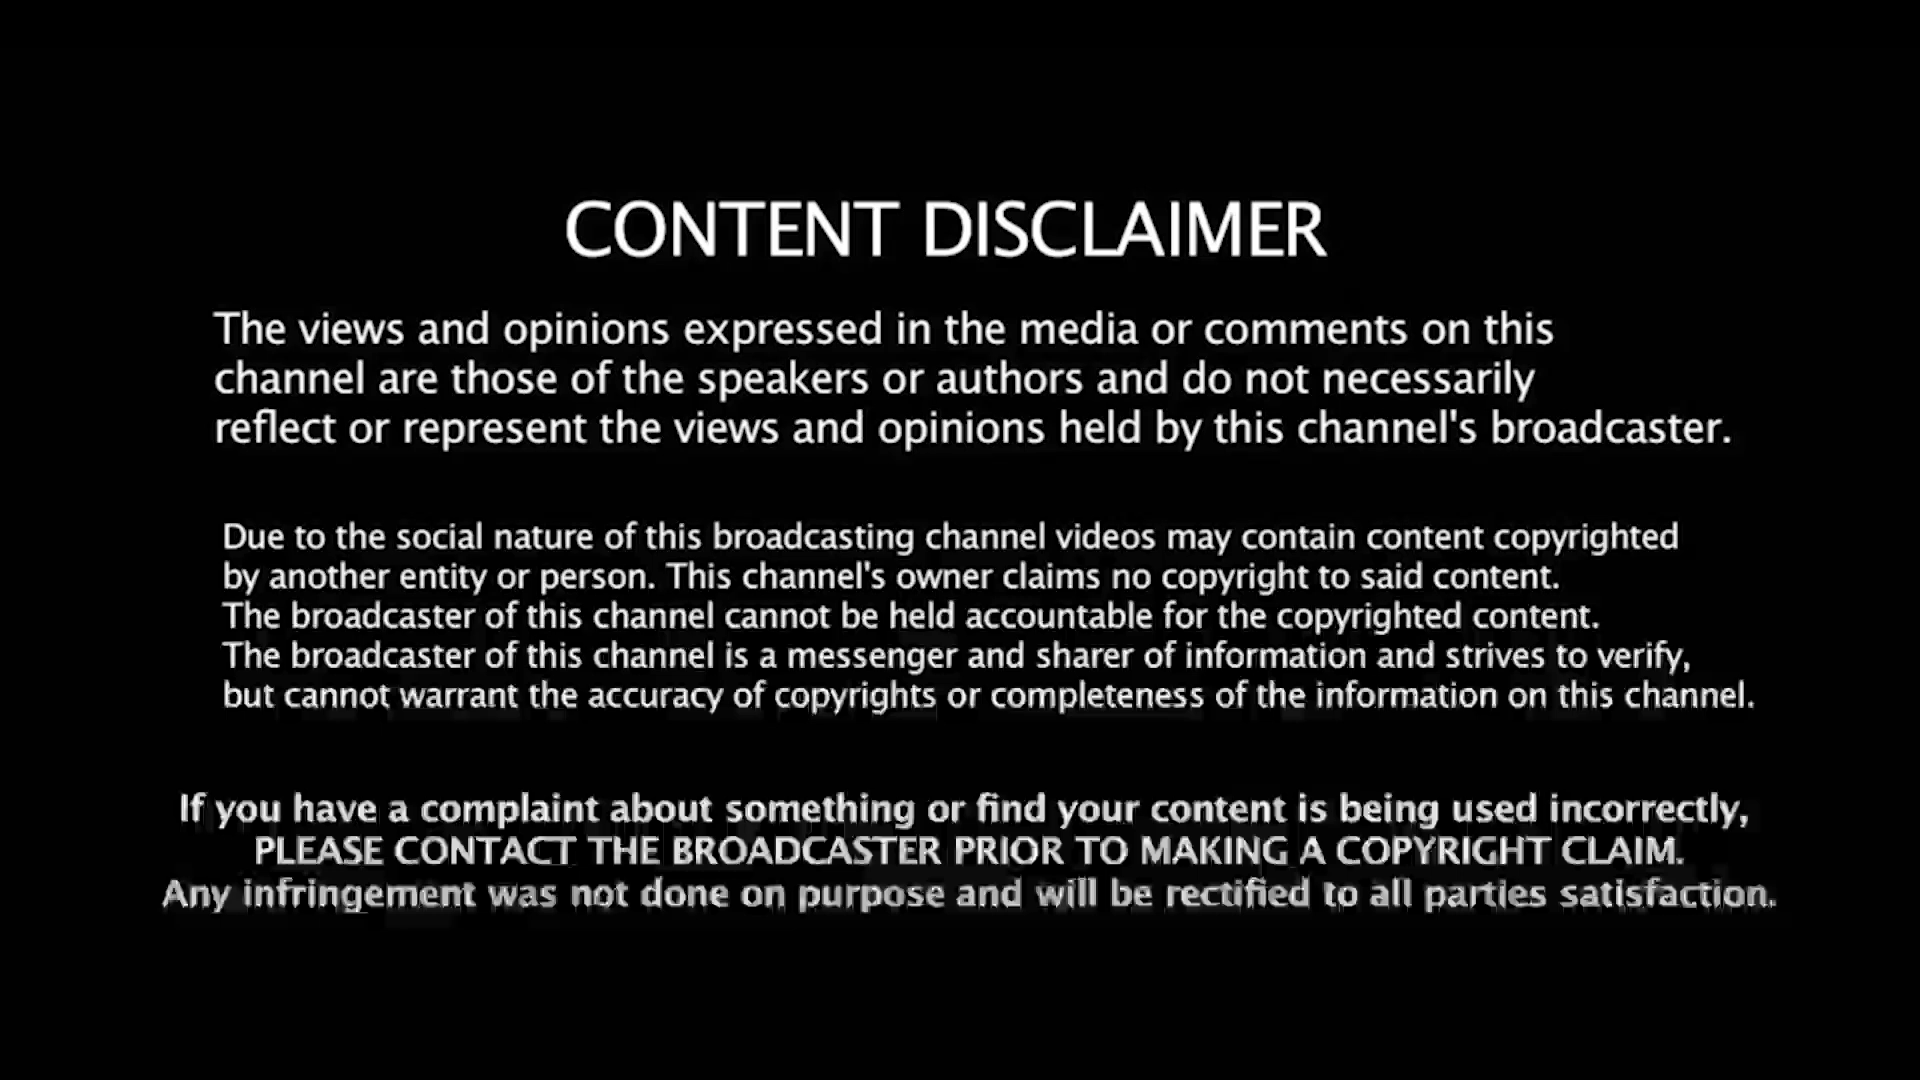 CONTENT DISCLAIMER
The views and opinions expressed in the media or comments on this
channel are those of the speakers or authors and do not necessarily
reflect or represent the views and opinions held by this channel's broadcaster.
Due to the social nature of this broadcasting channel videos may contain content copyrighted
by another entity or person. This channel's owner claims no copyright to said content.
The broadcaster of this channel cannot be held accountable for the copyrighted content.
The broadcaster of this channel is a messenger and sharer of information and strives to verify,
but cannot warrant the accuracy of copyrights or completeness of the information on this channel.
If you have a complaint about something or find your content is being used incorrectly,
PLEASE CONTACT THE BROADCASTER PRIOR TO MAKING A COPYRIGHT CLAIM.
Any infringement was not done on purpose and will be rectified to all parties satisfaction.